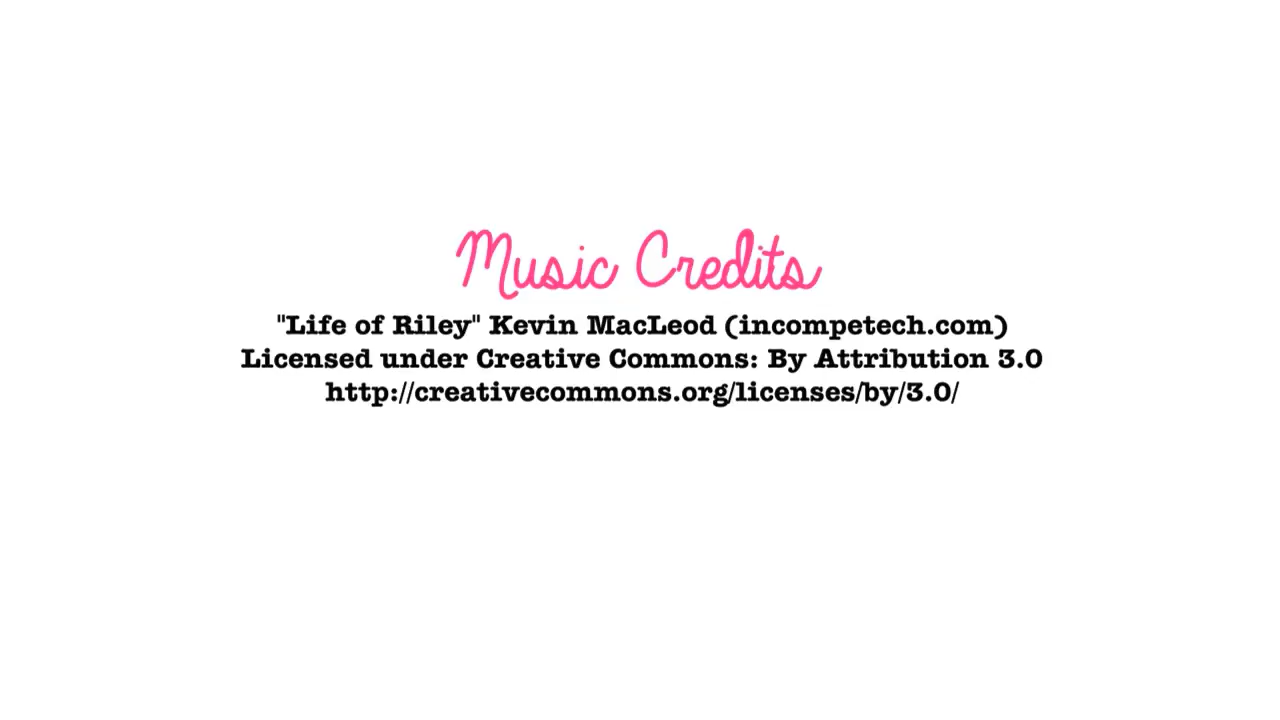 Music Credits
"Life of Riley" Kevin MacLeod (incompetech.com)
Licensed under Creative Commons: By Attribution 3.0
http://creativecommons.org/licenses/by/3.0/